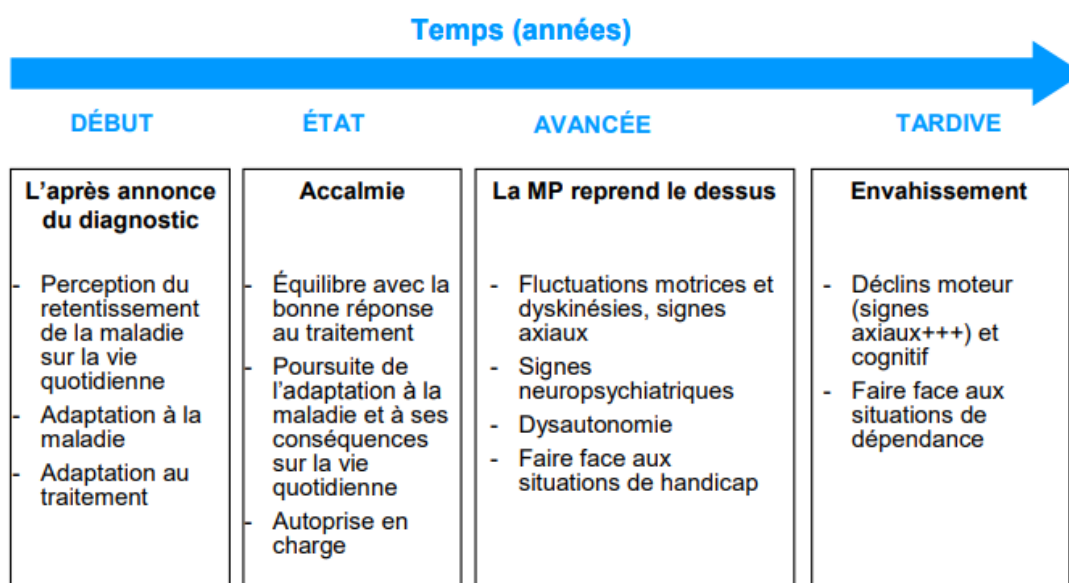 Temps (années)
DÉBUT
ÉTAT
AVANCÉE
TARDIVE
L'après annonce
du diagnostic
- Perception du
retentissement
de la maladie
sur la vie
quotidienne
- Adaptation à la
maladie
- Adaptation au
traitement
Accalmie
- Équilibre avec la
bonne réponse
au traitement
- Poursuite de
l'adaptation à la
maladie et à ses
conséquences
sur la vie
quotidienne
- Autoprise en
charge
La MP reprend le dessus
- Fluctuations motrices et
dyskinésies, signes
axiaux
- Signes
neuropsychiatriques
- Dysautonomie
- Faire face aux
situations de handicap
Envahissement
- Déclins moteur
(signes
axiaux+++) et
cognitif
- Faire face aux
situations de
dépendance